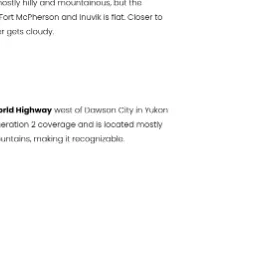 ostly hilly and mountainous, but the
Fort McPherson and Inuvik is flat. Closer to
r gets cloudy.
orld Highway west of Dawson City in Yukon
eration 2 coverage and is located mostly
untains, making it recognizable.